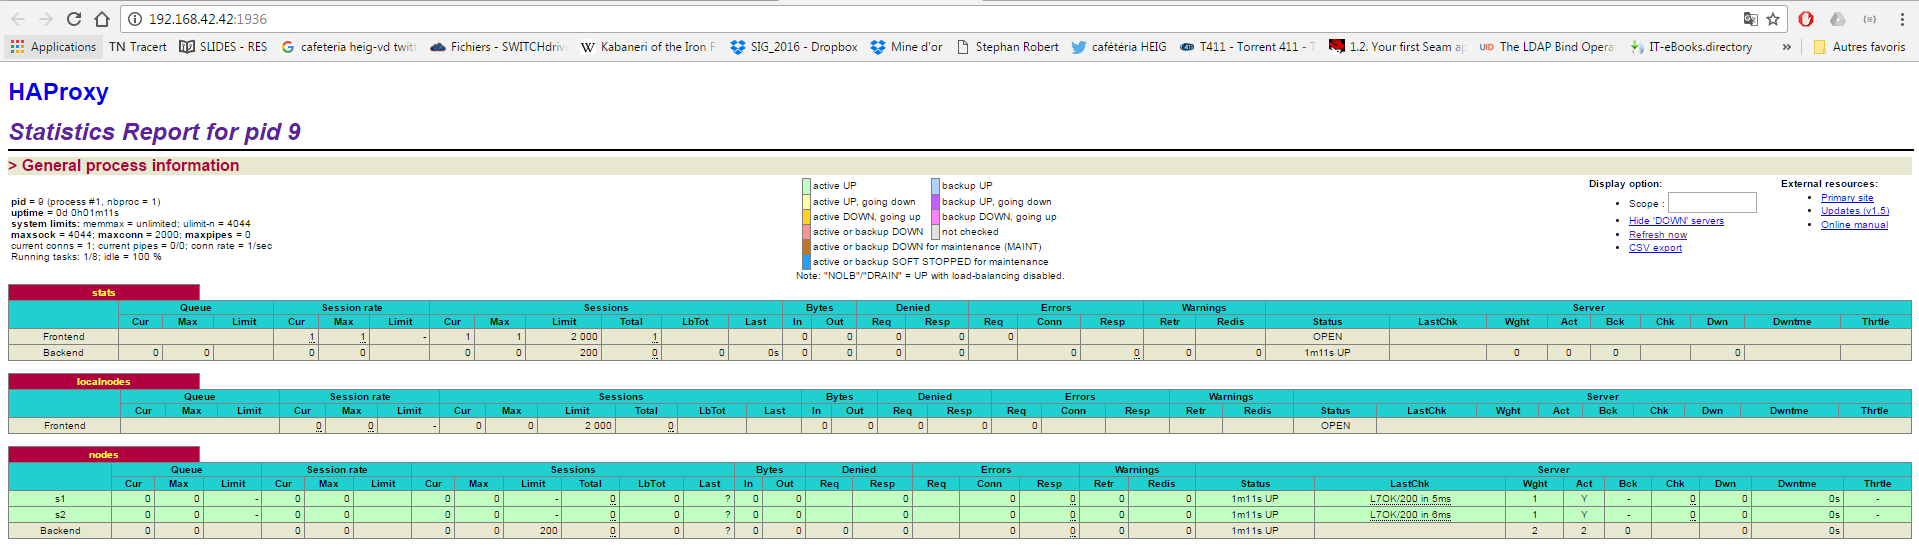 192.168.42.42:1936
Applications TN Tracert SLIDES - RES cafeteria heig-vd twitt Fichiers - SWITCHdrive Kabaneri of the Iron F SIG_2016 - Dropbox Mine d'or Stephan Robert cafétéria HEIG T411 - Torrent 411 - T 1.2. Your first Seam ap UID The LDAP Bind Opera IT-eBooks.directory » Autres favoris
HAProxy
Statistics Report for pid 9
> General process information
pid = 9 (process #1, nbproc = 1)
uptime = 0d 0h01m11s
system limits: memmax = unlimited; ulimit-n = 4044
maxsock = 4044; maxconn = 2000; maxpipes = 0
current conns = 1; current pipes = 0/0; conn rate = 1/sec
Running tasks: 1/8; idle = 100 %
active UP backup UP
active UP, going down backup UP, going down
active DOWN, going up backup DOWN, going up
active or backup DOWN not checked
active or backup DOWN for maintenance (MAINT)
active or backup SOFT STOPPED for maintenance
Note: "NOLB"/"DRAIN" = UP with load-balancing disabled.
Display option:
Scope :
Hide 'DOWN' servers
Refresh now
CSV export
External resources:
Primary site
Updates (v1.5)
Online manual
stats
Queue Session rate Sessions Bytes Denied Errors Warnings Server
Cur Max Limit Cur Max Limit Cur Max Limit Total LbTot Last In Out Req Resp Req Conn Resp Retr Redis Status LastChk Wght Act Bck Chk Dwn Dwntme Thrtle
Frontend 1 1 - 1 1 2 000 1 0 0 0 0 0 OPEN
Backend 0 0 0 0 0 0 200 0 0 0s 0 0 0 0 0 0 0 0 1m11s UP 0 0 0 0
localnodes
Queue Session rate Sessions Bytes Denied Errors Warnings Server
Cur Max Limit Cur Max Limit Cur Max Limit Total LbTot Last In Out Req Resp Req Conn Resp Retr Redis Status LastChk Wght Act Bck Chk Dwn Dwntme Thrtle
Frontend 0 0 - 0 0 2 000 0 0 0 0 0 0 OPEN
nodes
Queue Session rate Sessions Bytes Denied Errors Warnings Server
Cur Max Limit Cur Max Limit Cur Max Limit Total LbTot Last In Out Req Resp Req Conn Resp Retr Redis Status LastChk Wght Act Bck Chk Dwn Dwntme Thrtle
s1 0 0 - 0 0 0 0 - 0 0 ? 0 0 0 0 0 0 0 1m11s UP L7OK/200 in 5ms 1 Y - 0 0 0s -
s2 0 0 - 0 0 0 0 - 0 0 ? 0 0 0 0 0 0 0 1m11s UP L7OK/200 in 6ms 1 Y - 0 0 0s -
Backend 0 0 0 0 0 0 200 0 0 ? 0 0 0 0 0 0 0 0 1m11s UP 2 2 0 0 0s